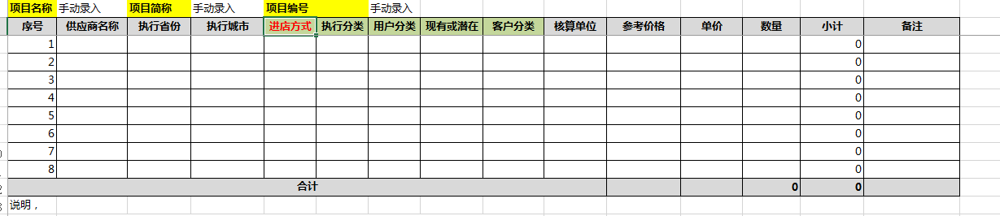 项目名称 手动录入 项目简称 手动录入 项目编号 手动录入
序号 供应商名称 执行省份 执行城市 进店方式 执行分类 用户分类 现有或潜在 客户分类 核算单位 参考价格 单价 数量 小计 备注
1 0
2 0
3 0
4 0
5 0
6 0
7 0
8 0
合计 0 0
说明，